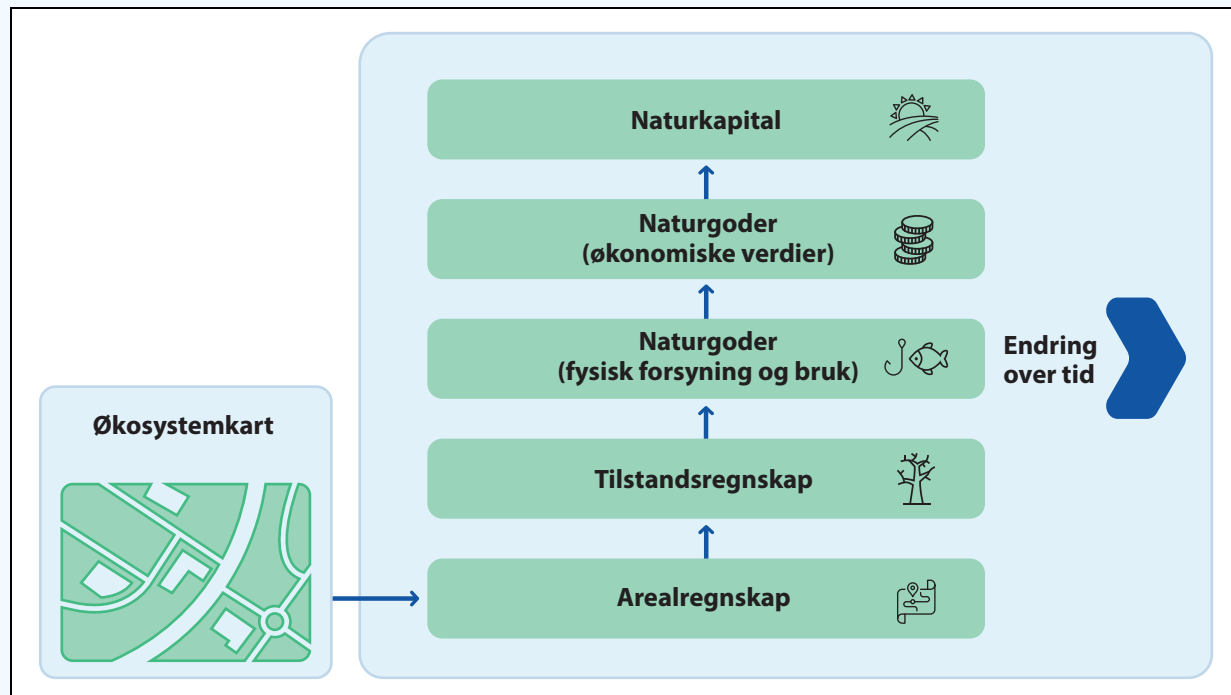 Naturkapital
Naturgoder
(økonomiske verdier)
Naturgoder
(fysisk forsyning og bruk)
Endring
over tid
Økosystemkart
Tilstandsregnskap
Arealregnskap